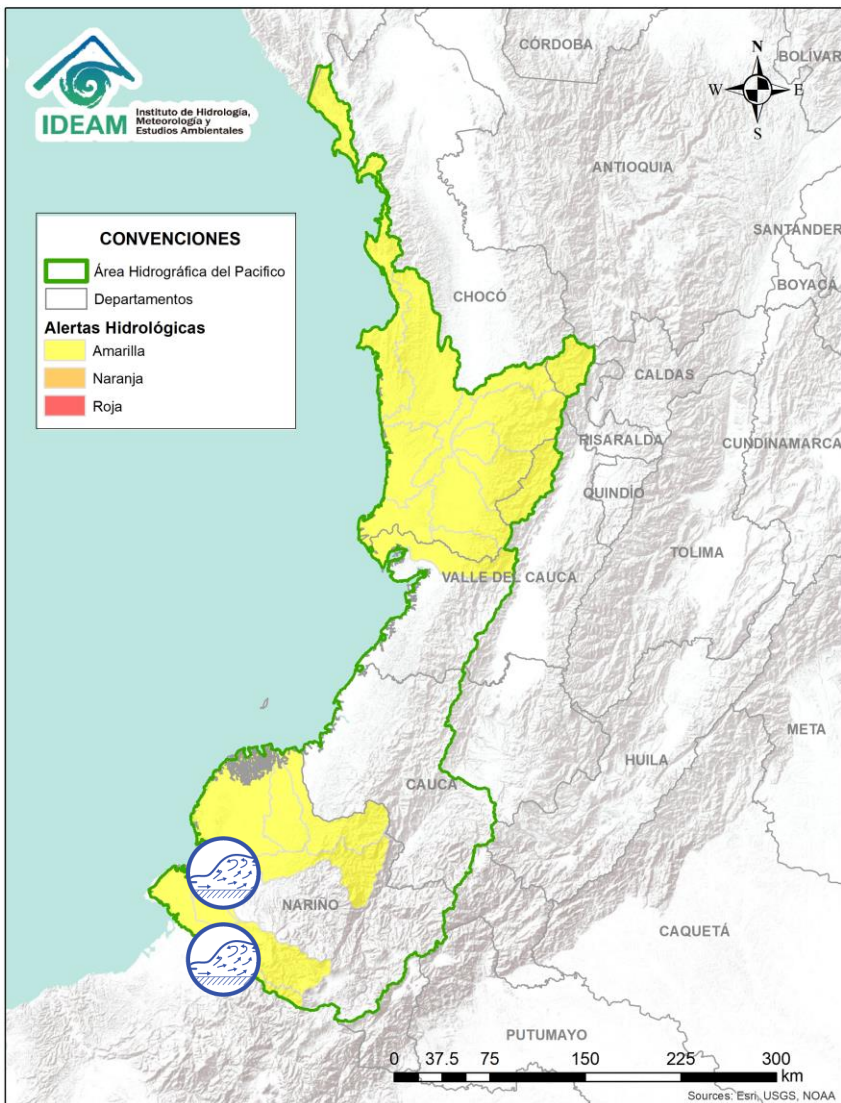 IDEAM
Instituto de Hidrología,
Meteorología y
Estudios Ambientales
CONVENCIONES
Área Hidrográfica del Pacifico
Departamentos
Alertas Hidrológicas
Amarilla
Naranja
Roja
N
W
E
S
CÓRDOBA
BOLÍVAR
ANTIOQUIA
SANTANDER
BOYACÁ
CHOCÓ
CALDAS
RISARALDA
CUNDINAMARCA
QUINDÍO
TOLIMA
VALLE DEL CAUCA
META
HUILA
CAUCA
NARIÑO
CAQUETÁ
PUTUMAYO
0 37.5 75 150 225 300
km
Sources: Esri, USGS, NOAA